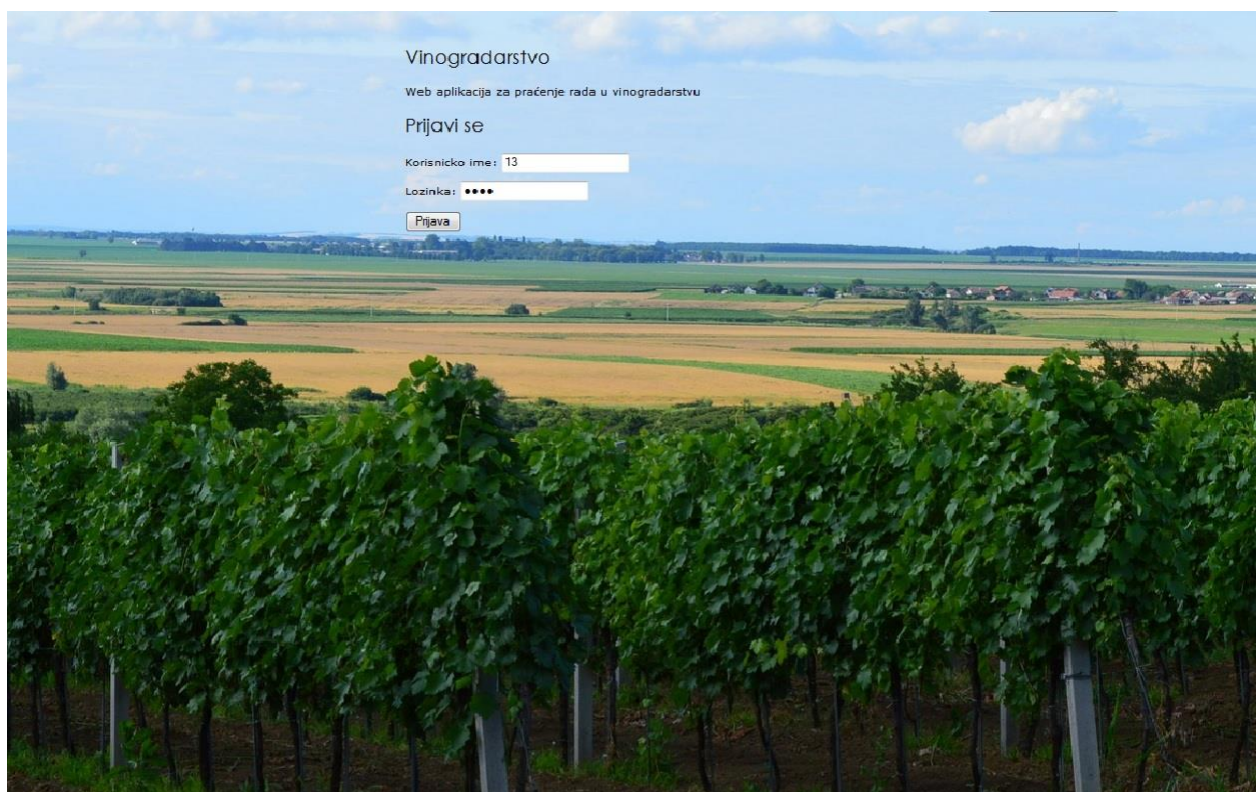 Vinogradarstvo
Web aplikacija za praćenje rada u vinogradarstvu
Prijavi se
Korisnicko ime: 13
Lozinka: ••••
Prijava